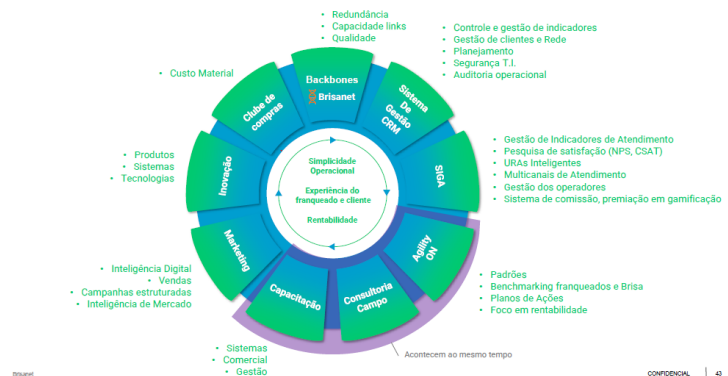 • Redundância
• Capacidade links
• Qualidade
• Controle e gestão de indicadores
• Gestão de clientes e Rede
• Planejamento
• Segurança T.I.
• Auditoria operacional
• Custo Material
Backbones
Brisanet
Clube de
compras
Sistema
De
Gestão
CRM
• Produtos
• Sistemas
• Tecnologias
Inovação
Simplicidade
Operacional
Experiência do
franqueado e cliente
Rentabilidade
SIGA
• Gestão de Indicadores de Atendimento
• Pesquisa de satisfação (NPS, CSAT)
• URAs Inteligentes
• Multicanais de Atendimento
• Gestão dos operadores
• Sistema de comissão, premiação em gamificação
Marketing
Agility
ON
• Inteligência Digital
• Vendas
• Campanhas estruturadas
• Inteligência de Mercado
Capacitação
Consultoria
Campo
• Padrões
• Benchmarking franqueados e Brisa
• Planos de Ações
• Foco em rentabilidade
• Sistemas
• Comercial
• Gestão
Acontecem ao mesmo tempo
Brisanet
CONFIDENCIAL | 43